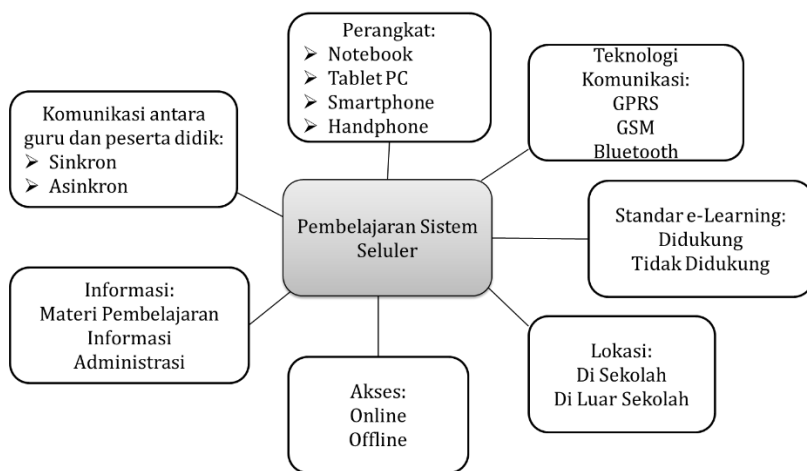 Perangkat:
➢ Notebook
➢ Tablet PC
➢ Smartphone
➢ Handphone
Teknologi
Komunikasi:
GPRS
GSM
Bluetooth
Komunikasi antara
guru dan peserta didik:
➢ Sinkron
➢ Asinkron
Pembelajaran Sistem
Seluler
Standar e-Learning:
Didukung
Tidak Didukung
Informasi:
Materi Pembelajaran
Informasi
Administrasi
Lokasi:
Di Sekolah
Di Luar Sekolah
Akses:
Online
Offline